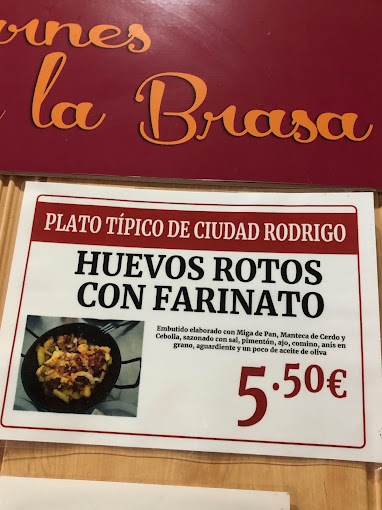 la Brasa
PLATO TÍPICO DE CIUDAD RODRIGO
HUEVOS ROTOS
CON FARINATO
Embutido elaborado con Miga de Pan, Manteca de Cerdo y
Cebolla, sazonado con sal, pimentón, ajo, comino, anís en
grano, aguardiente y un poco de aceite de oliva
5.50€